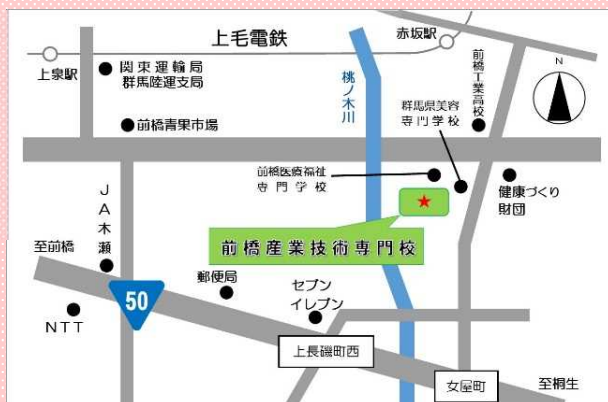 上毛電鉄
赤坂駅
上泉駅
関東運輸局
群馬陸運支局
桃ノ木川
前橋工業高校
N
群馬県美容
専門学校
前橋青果市場
前橋医療福祉
専門学校
健康づくり
財団
JA木瀬
前橋産業技術専門校
至前橋
郵便局
セブン
イレブン
50
NTT
上長磯町西
女屋町
至桐生